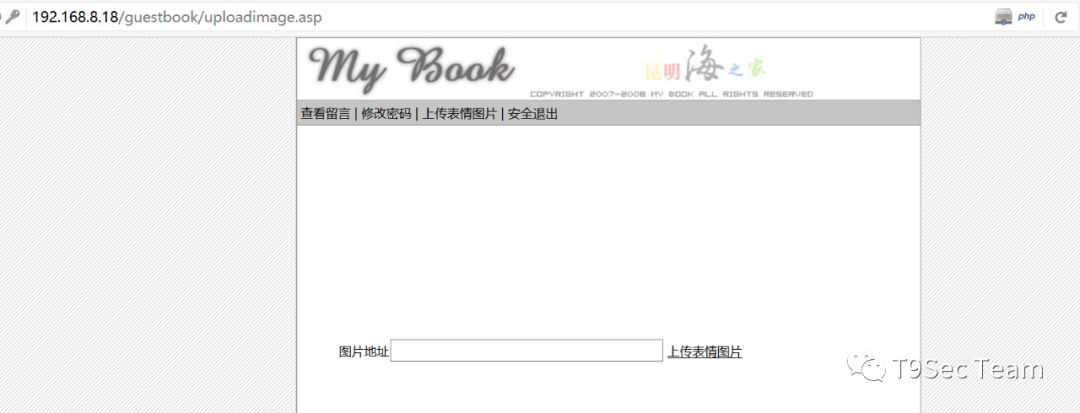 192.168.8.18/guestbook/uploadimage.asp
php
My Book
昆明海之家
COPYRIGHT 2007-2008 MY BOOK ALL RIGHTS RESERVED
查看留言 | 修改密码 | 上传表情图片 | 安全退出
图片地址 上传表情图片
T9Sec Team